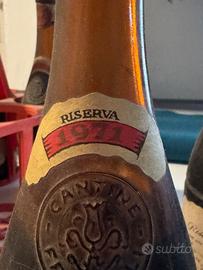 RISERVA
1971
CANTINE
subito